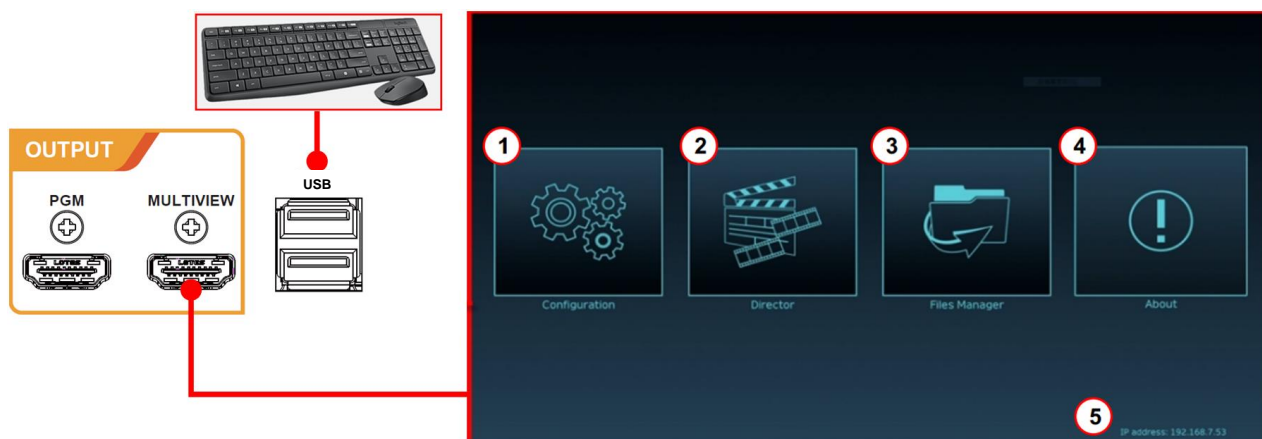 OUTPUT
PGM
MULTIVIEW
USB
LOTES
1
2
3
4
Configuration
Director
Files Manager
About
5
IP address: 192.168.7.53